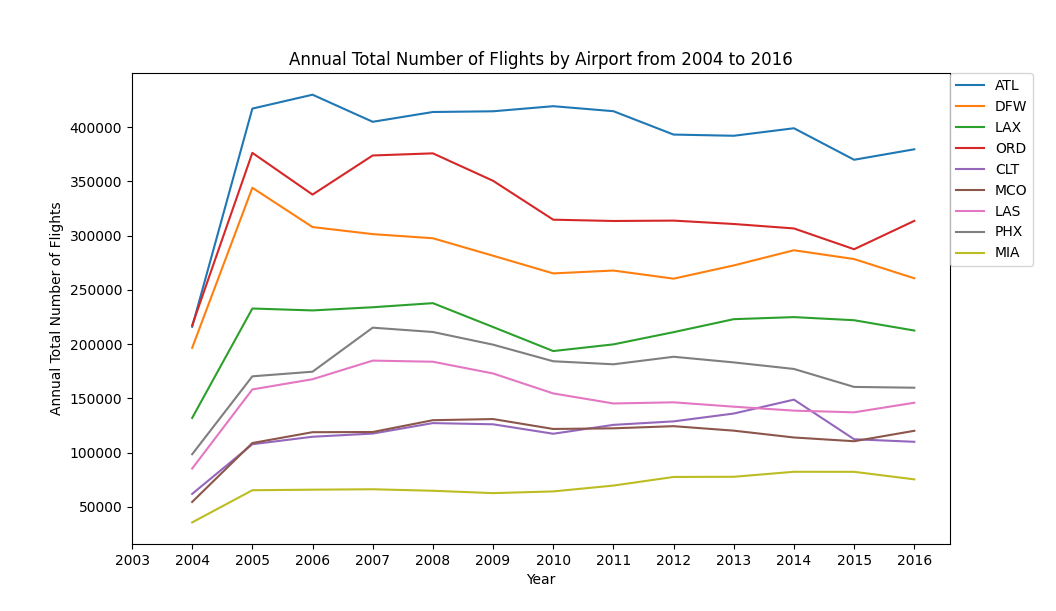 Annual Total Number of Flights by Airport from 2004 to 2016
ATL
DFW
LAX
ORD
CLT
MCO
LAS
PHX
MIA
Annual Total Number of Flights
400000
350000
300000
250000
200000
150000
100000
50000
2003 2004 2005 2006 2007 2008 2009 2010 2011 2012 2013 2014 2015 2016
Year